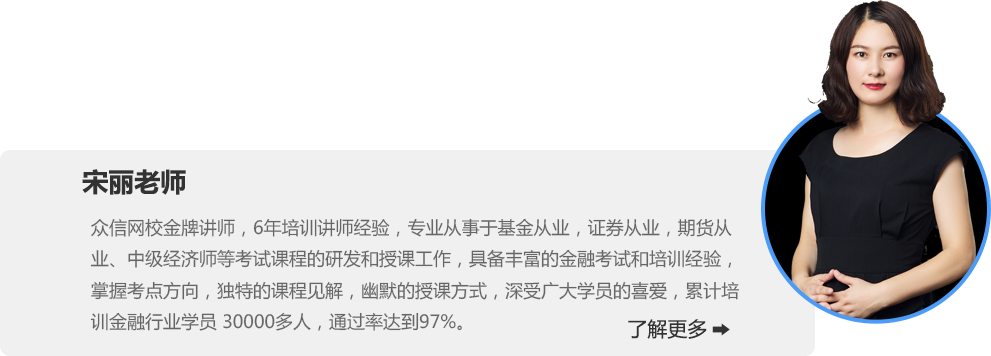 宋丽老师
众信网校金牌讲师，6年培训讲师经验，专业从事于基金从业，证券从业，期货从
业、中级经济师等考试课程的研发和授课工作，具备丰富的金融考试和培训经验，
掌握考点方向，独特的课程见解，幽默的授课方式，深受广大学员的喜爱，累计培
训金融行业学员 30000多人，通过率达到97%。
了解更多 ➡